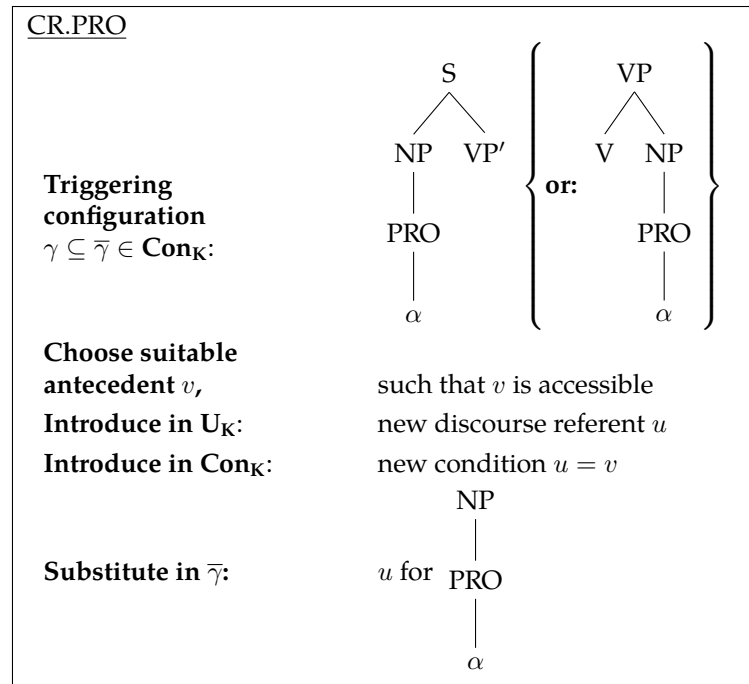 CR.PRO
S VP
NP VP′ V NP
Triggering
configuration
γ ⊆ γ̅ ∈ Con_K:
or:
PRO PRO
α α
Choose suitable
antecedent v, such that v is accessible
Introduce in U_K: new discourse referent u
Introduce in Con_K: new condition u = v
NP
Substitute in γ̅: u for PRO
α